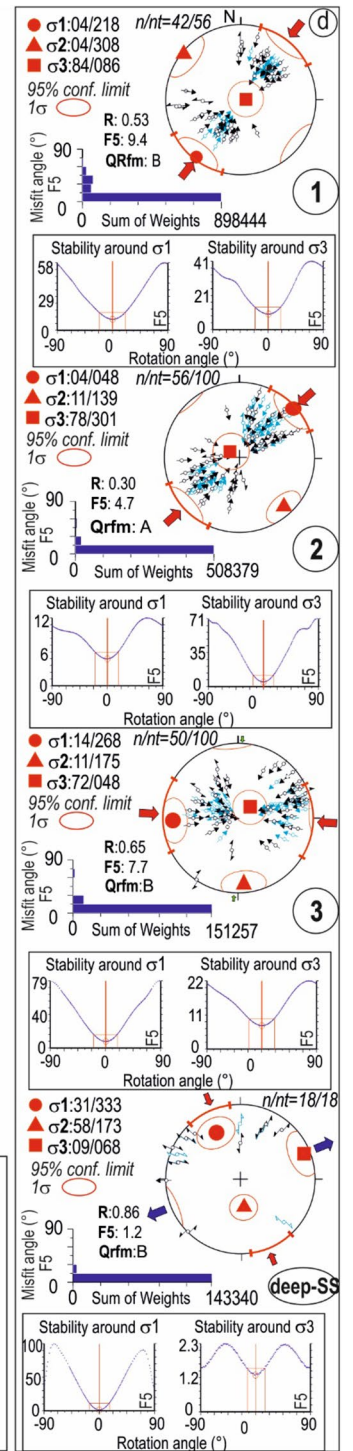 σ1:04/218 n/nt=42/56 N d
σ2:04/308
σ3:84/086
95% conf. limit
1σ
R: 0.53
F5: 9.4
QRfm: B
Misfit angle (°)
F5
90
0
0 Sum of Weights 898444
1
Stability around σ1 Stability around σ3
58 41
29 21
0 0
F5 F5
-90 90 -90 90
Rotation angle (°)
σ1:04/048 n/nt=56/100
σ2:11/139
σ3:78/301
95% conf. limit
1σ
R: 0.30
F5: 4.7
Qrfm: A
Misfit angle (°)
F5
90
0
0 Sum of Weights 508379
2
Stability around σ1 Stability around σ3
12 71
6 35
0 0
F5 F5
-90 90 -90 90
Rotation angle (°)
σ1:14/268 n/nt=50/100
σ2:11/175
σ3:72/048
95% conf. limit
1σ
R:0.65
F5: 7.7
Qrfm:B
Misfit angle (°)
F5
90
0
0 Sum of Weights 151257
3
Stability around σ1 Stability around σ3
79 22
40 11
0 0
F5 F5
-90 90 -90 90
Rotation angle (°)
σ1:31/333 n/nt=18/18
σ2:58/173
σ3:09/068
95% conf. limit
1σ
R:0.86
F5: 1.2
Qrfm:B
Misfit angle (°)
F5
90
0
0 Sum of Weights 143340
deep-SS
Stability around σ1 Stability around σ3
100 2.3
50 1.2
0 0
F5 F5
-90 90 -90 90
Rotation angle (°)